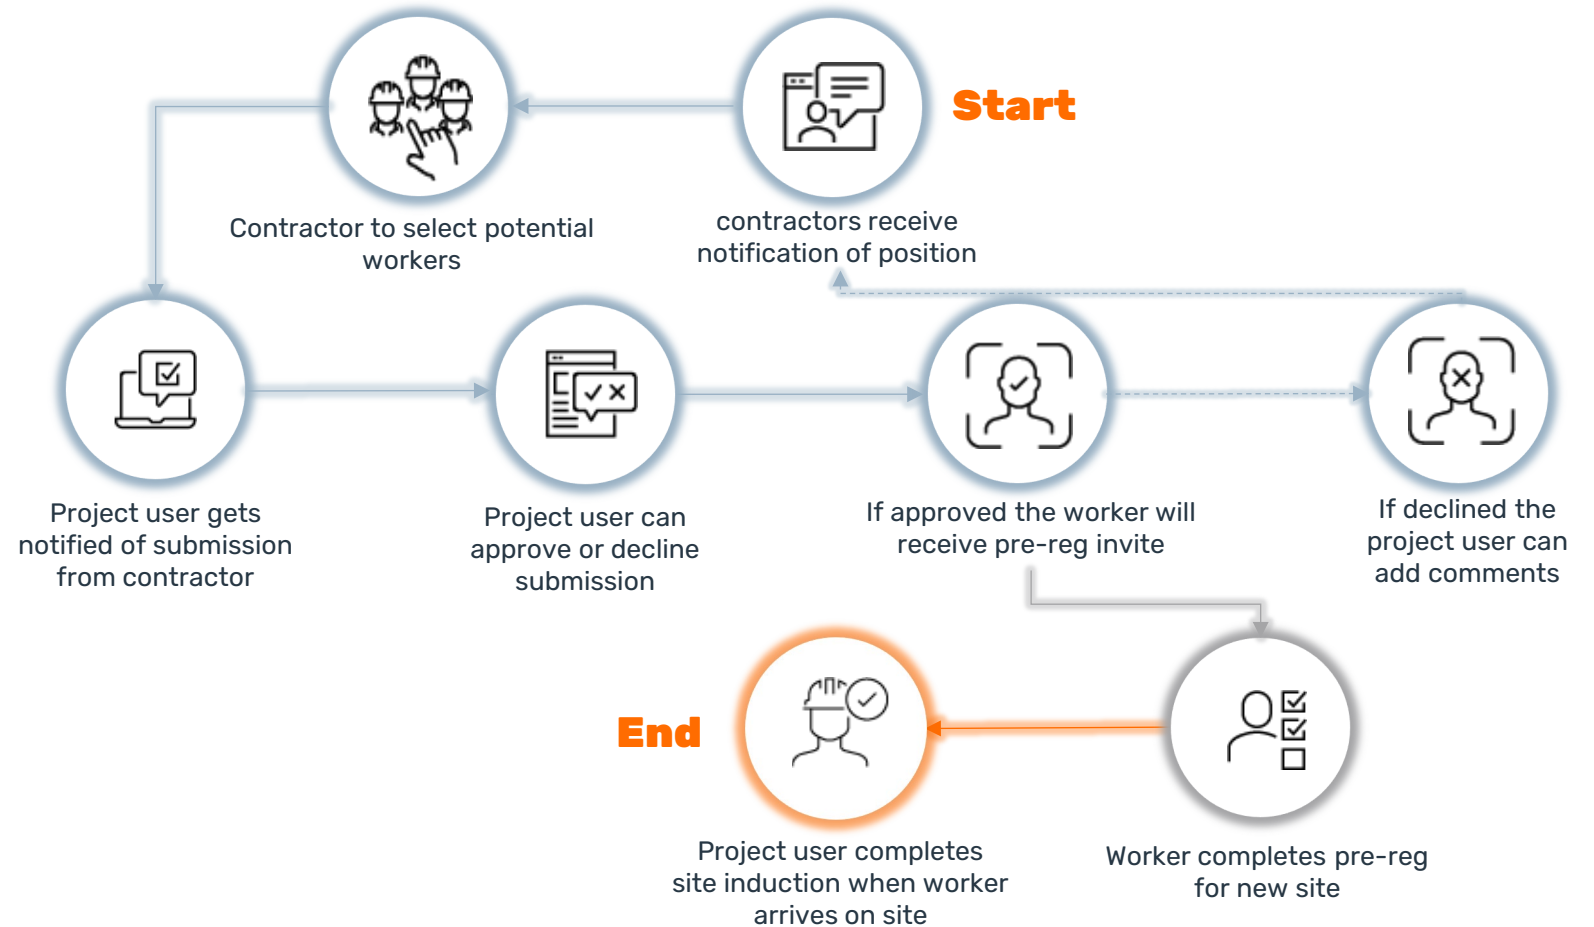 Start
contractors receive
notification of position
Contractor to select potential
workers
Project user gets
notified of submission
from contractor
Project user can
approve or decline
submission
If approved the worker will
receive pre-reg invite
If declined the
project user can
add comments
Worker completes pre-reg
for new site
End
Project user completes
site induction when worker
arrives on site